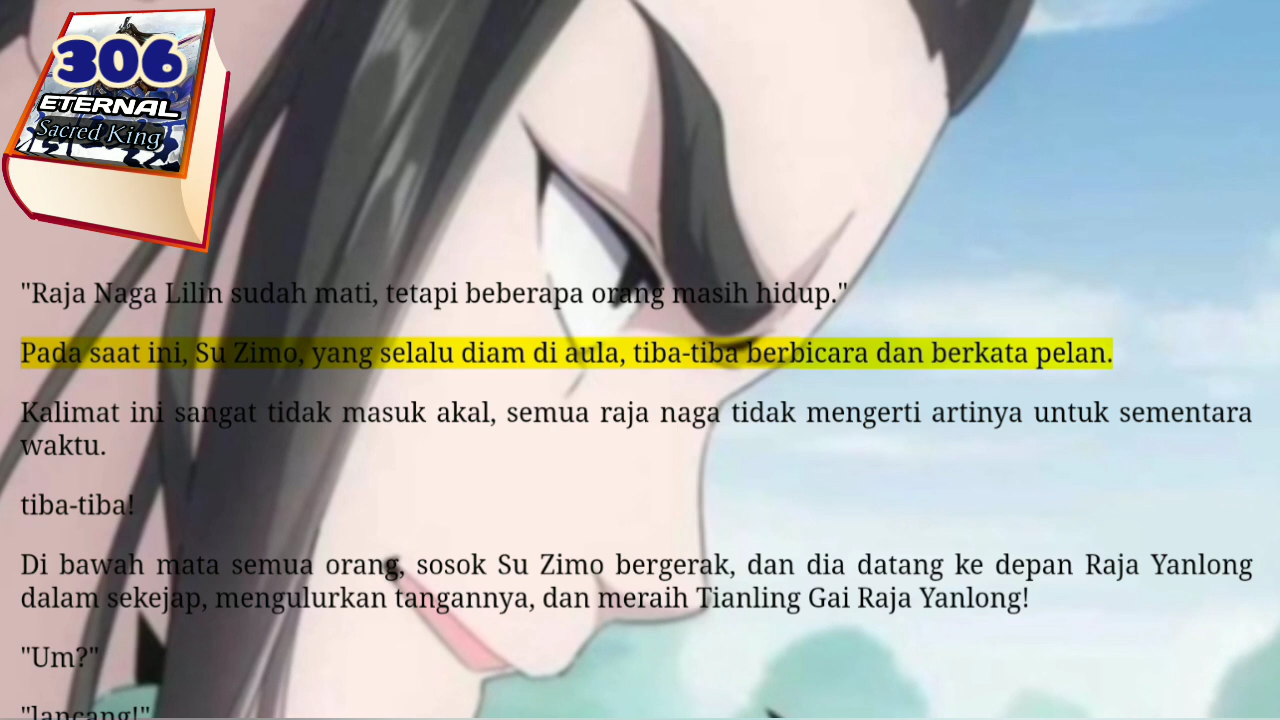 306
ETERNAL
Sacred King
"Raja Naga Lilin sudah mati, tetapi beberapa orang masih hidup."
Pada saat ini, Su Zimo, yang selalu diam di aula, tiba-tiba berbicara dan berkata pelan.
Kalimat ini sangat tidak masuk akal, semua raja naga tidak mengerti artinya untuk sementara
waktu.
tiba-tiba!
Di bawah mata semua orang, sosok Su Zimo bergerak, dan dia datang ke depan Raja Yanlong
dalam sekejap, mengulurkan tangannya, dan meraih Tianling Gai Raja Yanlong!
"Um?"
"lancang!"